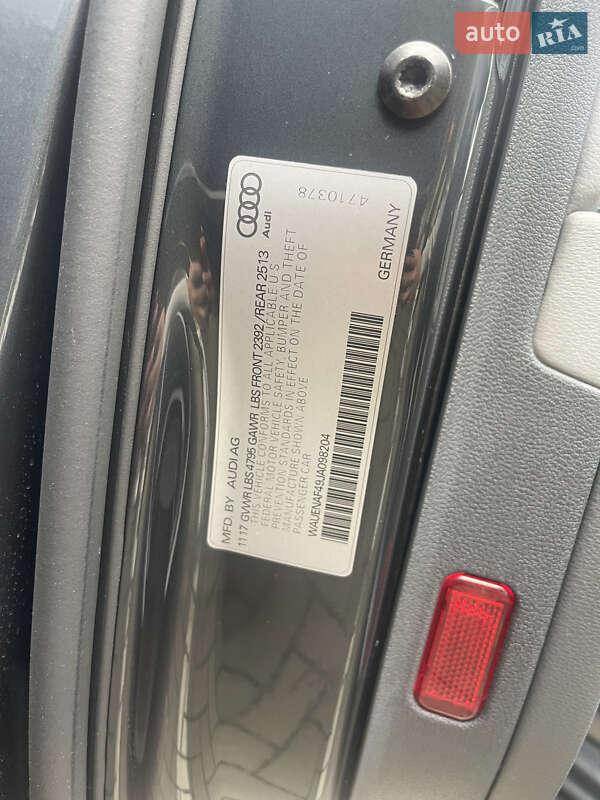 auto RIA
.com
Audi
4710378
MFD. BY AUDI AG
1117 GVWR LBS 4795 GAWR LBS FRONT 2392/REAR 2513
THIS VEHICLE CONFORMS TO ALL APPLICABLE U S
FEDERAL MOTOR VEHICLE SAFETY, BUMPER AND THEFT
PREVENTION STANDARDS IN EFFECT ON THE DATE OF
MANUFACTURE SHOWN ABOVE
PASSENGER CAR
WAUENAF49JA098204
GERMANY